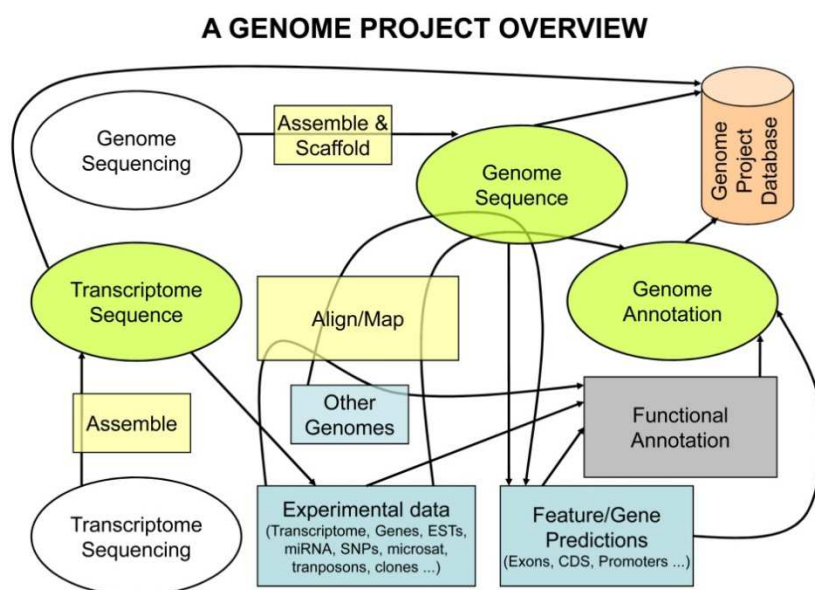 A GENOME PROJECT OVERVIEW
Genome
Sequencing
Assemble &
Scaffold
Genome
Sequence
Genome
Project
Database
Transcriptome
Sequence
Align/Map
Genome
Annotation
Assemble
Other
Genomes
Functional
Annotation
Transcriptome
Sequencing
Experimental data
(Transcriptome, Genes, ESTs,
miRNA, SNPs, microsat,
tranposons, clones ...)
Feature/Gene
Predictions
(Exons, CDS, Promoters ...)